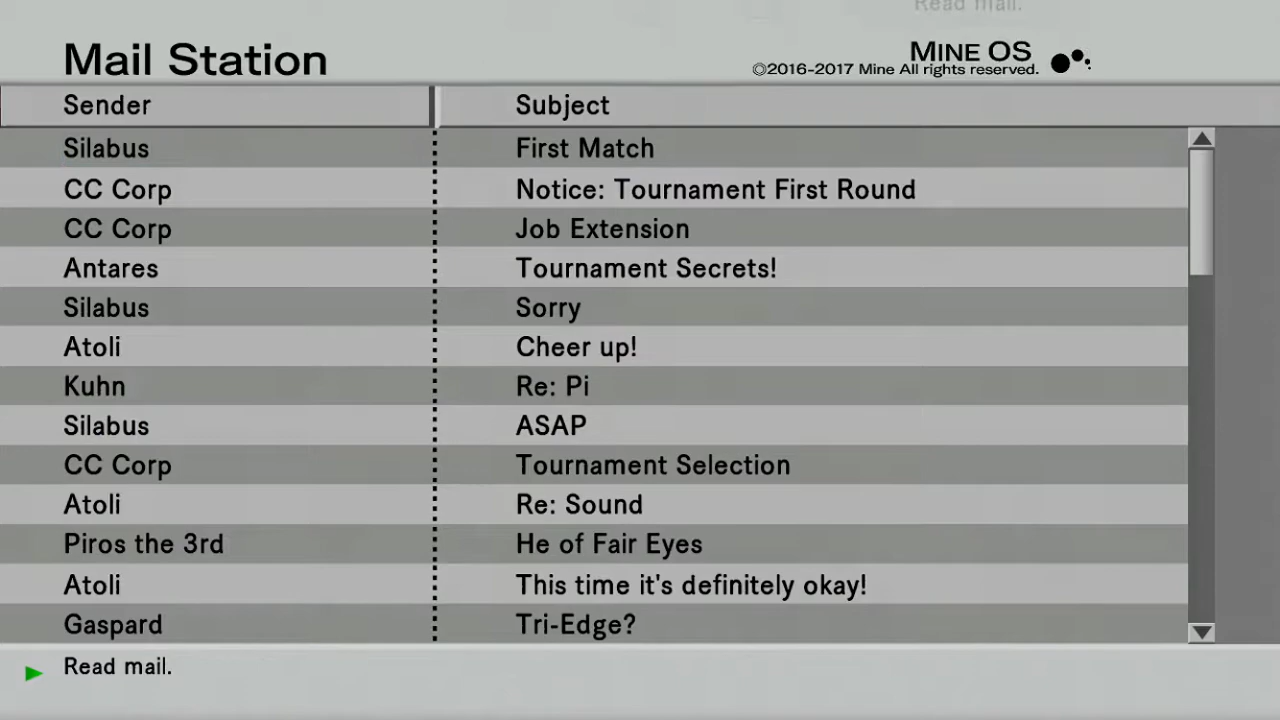 Read mail.
Mail Station
MINE OS
©2016-2017 Mine All rights reserved.
Sender Subject
Silabus First Match
CC Corp Notice: Tournament First Round
CC Corp Job Extension
Antares Tournament Secrets!
Silabus Sorry
Atoli Cheer up!
Kuhn Re: Pi
Silabus ASAP
CC Corp Tournament Selection
Atoli Re: Sound
Piros the 3rd He of Fair Eyes
Atoli This time it's definitely okay!
Gaspard Tri-Edge?
Read mail.